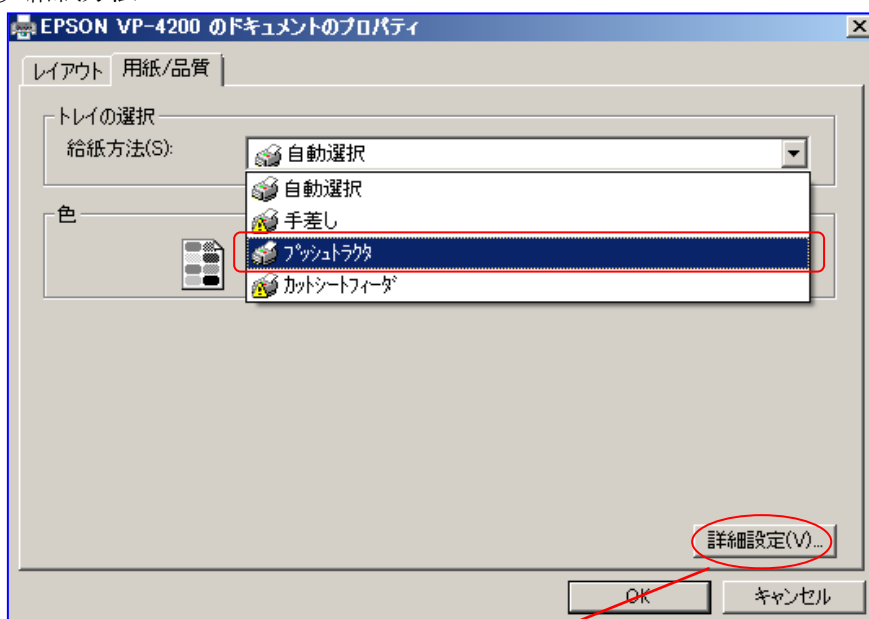 EPSON VP-4200 のドキュメントのプロパティ
レイアウト 用紙/品質
トレイの選択
給紙方法(S): 自動選択
自動選択
色
手差し
ﾌﾟｯｼｭﾄﾗｸﾀ
ｶｯﾄｼｰﾄﾌｨｰﾀﾞ
詳細設定(V)...
OK キャンセル